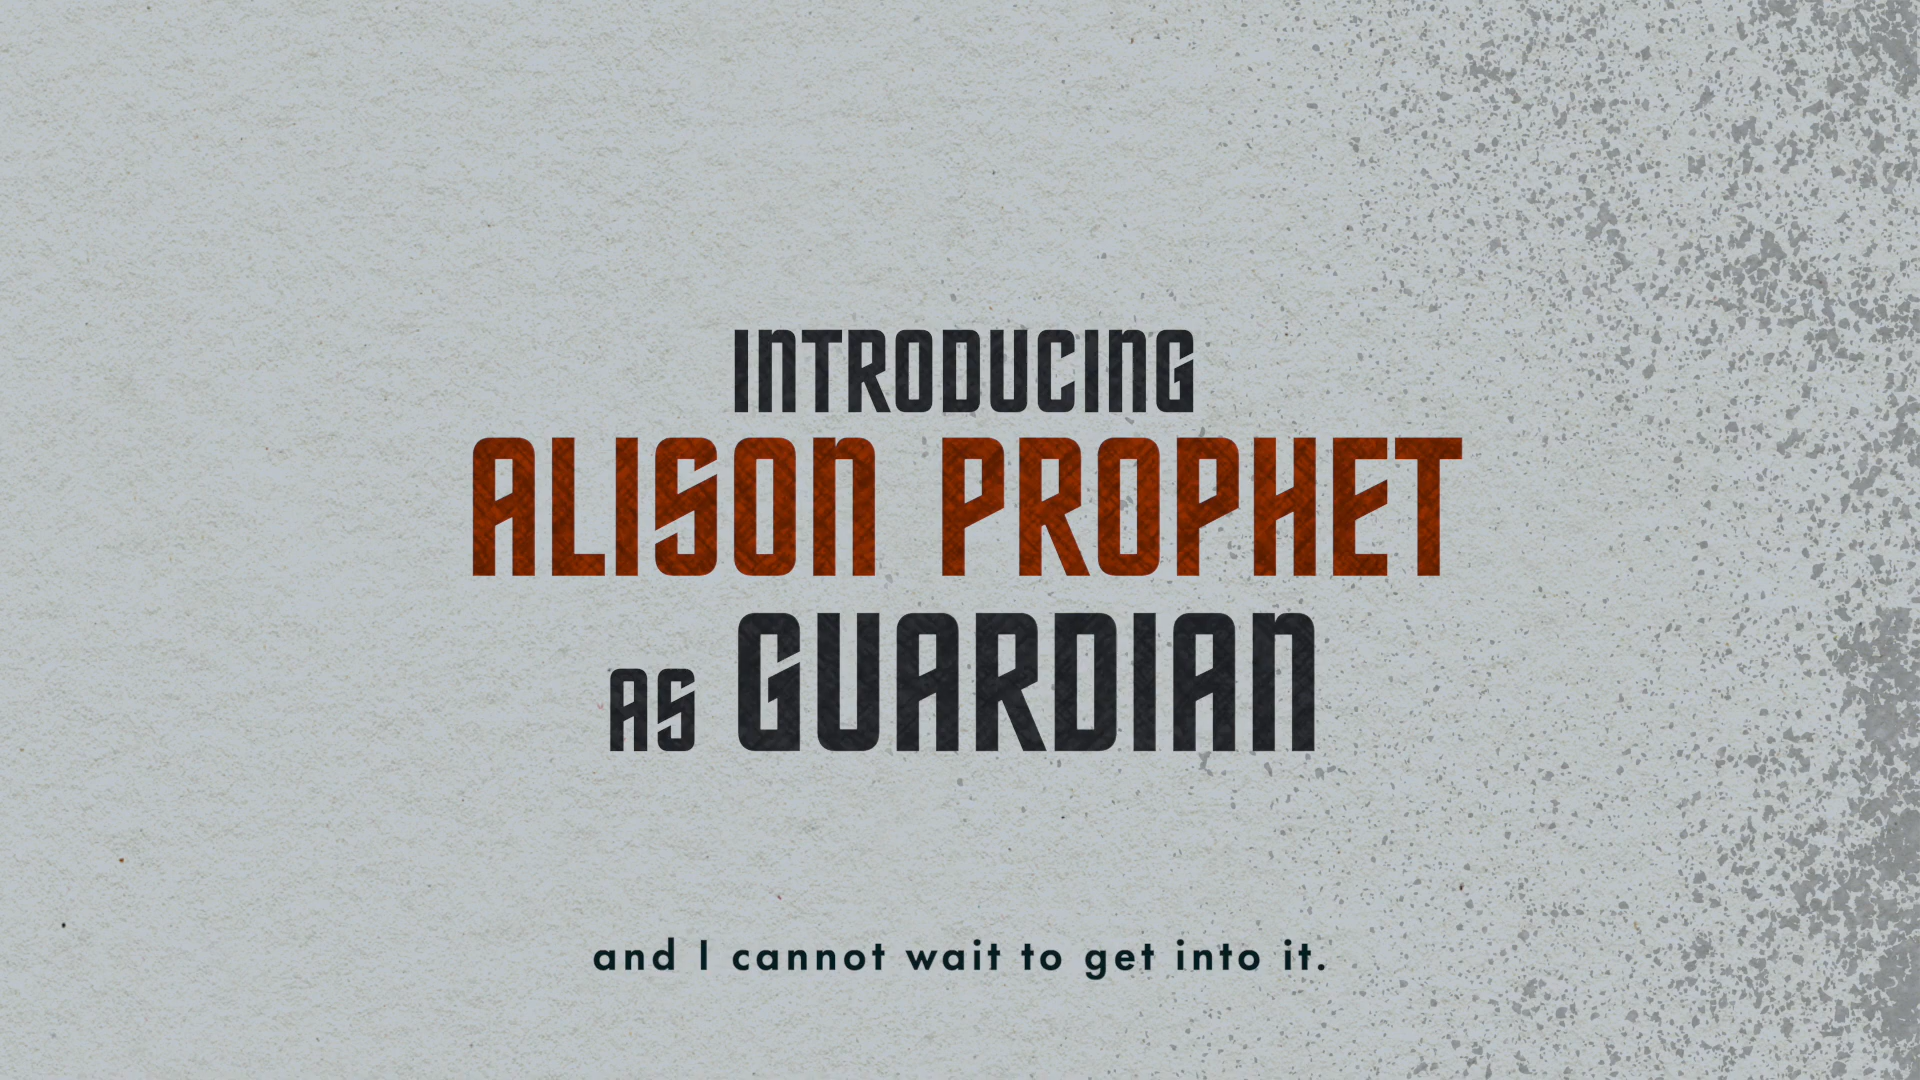 INTRODUCING
ALISON PROPHET
AS GUARDIAN
and I cannot wait to get into it.